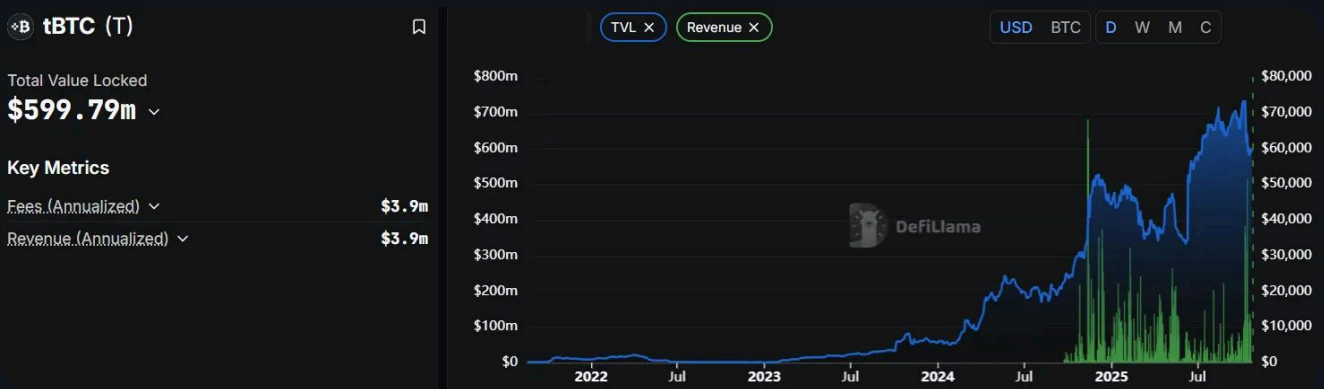 tBTC (T)
Total Value Locked
$599.79m
Key Metrics
Fees (Annualized) $3.9m
Revenue (Annualized) $3.9m
TVL Revenue
USD BTC D W M C
$800m $80,000
$700m $70,000
$600m $60,000
$500m $50,000
$400m $40,000
DefiLlama
$300m $30,000
$200m $20,000
$100m $10,000
$0 $0
2022 Jul 2023 Jul 2024 Jul 2025 Jul